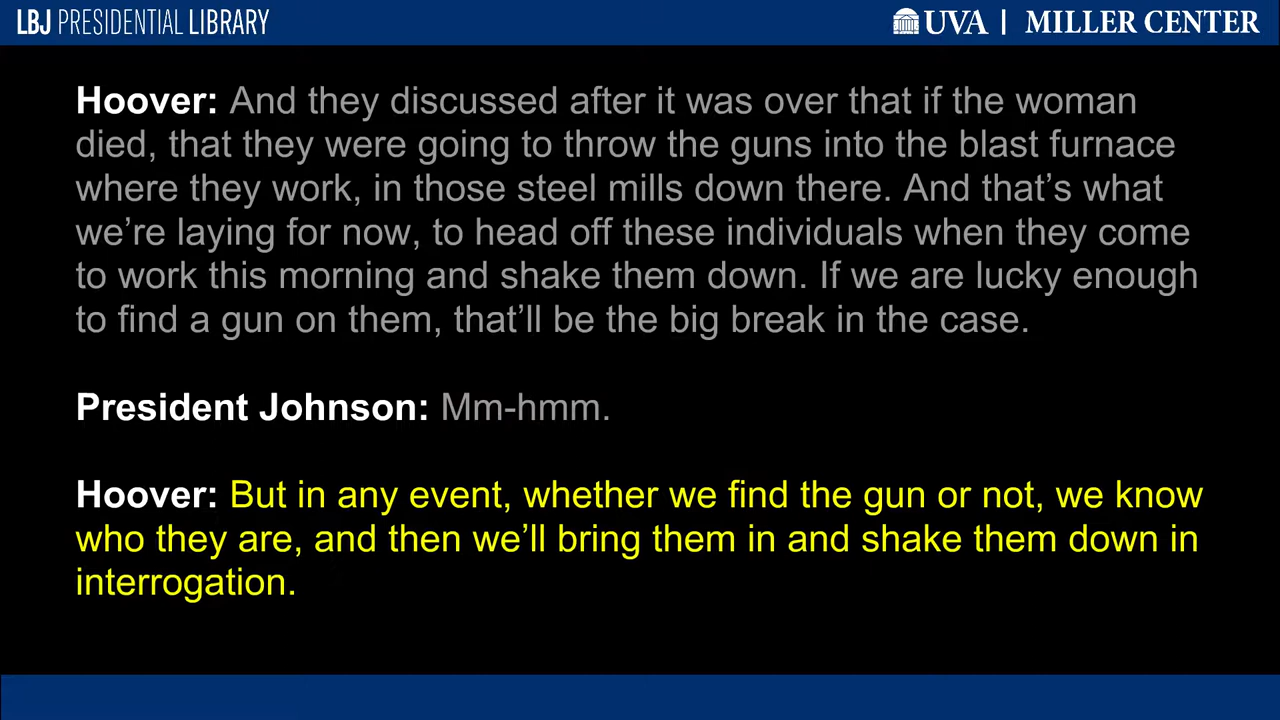 LBJ PRESIDENTIAL LIBRARY
UVA | MILLER CENTER
Hoover: And they discussed after it was over that if the woman
died, that they were going to throw the guns into the blast furnace
where they work, in those steel mills down there. And that’s what
we’re laying for now, to head off these individuals when they come
to work this morning and shake them down. If we are lucky enough
to find a gun on them, that’ll be the big break in the case.
President Johnson: Mm-hmm.
Hoover: But in any event, whether we find the gun or not, we know
who they are, and then we’ll bring them in and shake them down in
interrogation.